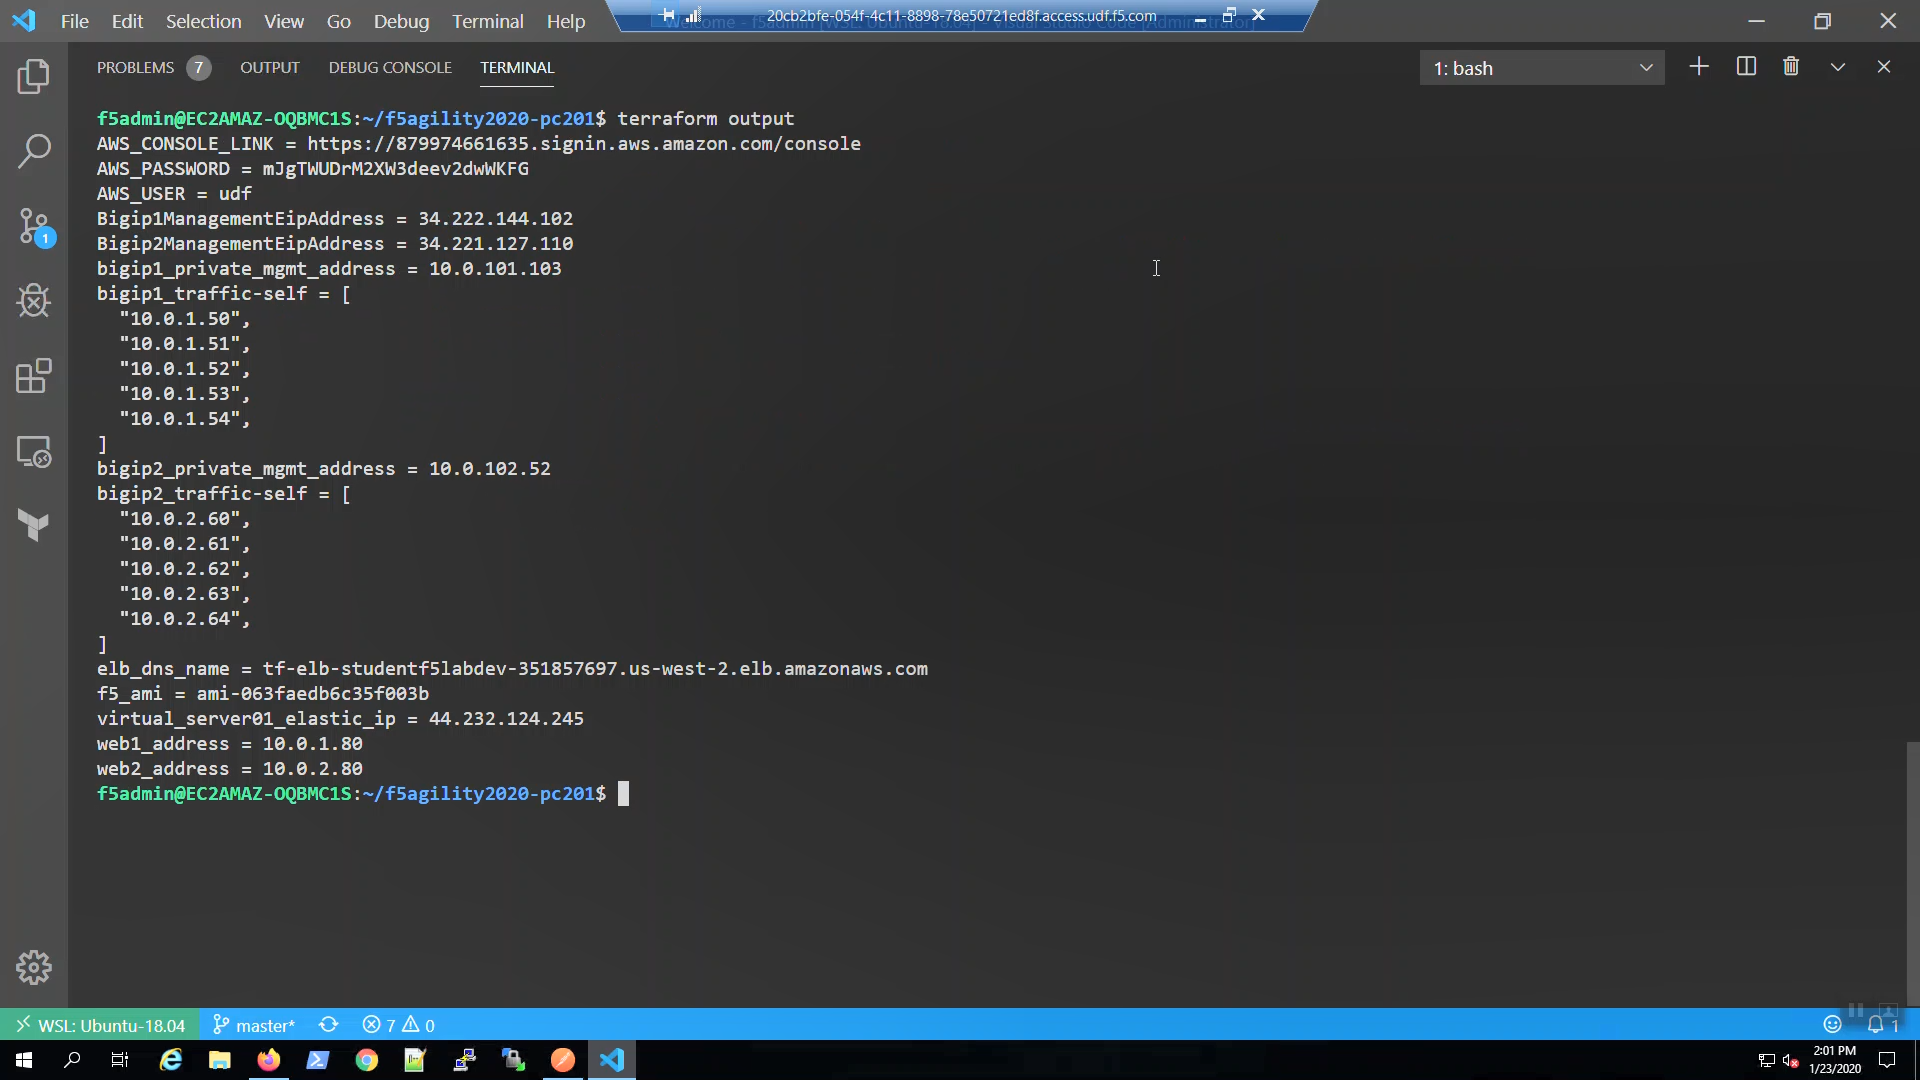 File Edit Selection View Go Debug Terminal Help
20cb2bfe-054f-4c11-8898-78e50721ed8f.access.udf.f5.com
PROBLEMS 7 OUTPUT DEBUG CONSOLE TERMINAL 1: bash
f5admin@EC2AMAZ-OQBMC1S:~/f5agility2020-pc201$ terraform output
AWS_CONSOLE_LINK = https://879974661635.signin.aws.amazon.com/console
AWS_PASSWORD = mJgTWUDrM2XW3deev2dwWKFG
AWS_USER = udf
Bigip1ManagementEipAddress = 34.222.144.102
Bigip2ManagementEipAddress = 34.221.127.110
bigip1_private_mgmt_address = 10.0.101.103
bigip1_traffic-self = [
"10.0.1.50",
"10.0.1.51",
"10.0.1.52",
"10.0.1.53",
"10.0.1.54",
]
bigip2_private_mgmt_address = 10.0.102.52
bigip2_traffic-self = [
"10.0.2.60",
"10.0.2.61",
"10.0.2.62",
"10.0.2.63",
"10.0.2.64",
]
elb_dns_name = tf-elb-studentf5labdev-351857697.us-west-2.elb.amazonaws.com
f5_ami = ami-063faedb6c35f003b
virtual_server01_elastic_ip = 44.232.124.245
web1_address = 10.0.1.80
web2_address = 10.0.2.80
f5admin@EC2AMAZ-OQBMC1S:~/f5agility2020-pc201$
1
WSL: Ubuntu-18.04 master* 7 0 1
2:01 PM
1/23/2020